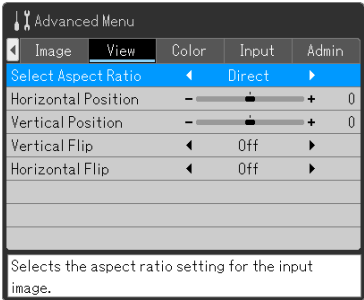 Advanced Menu
Image View Color Input Admin
Select Aspect Ratio Direct
Horizontal Position - + 0
Vertical Position - + 0
Vertical Flip Off
Horizontal Flip Off
Selects the aspect ratio setting for the input
image.